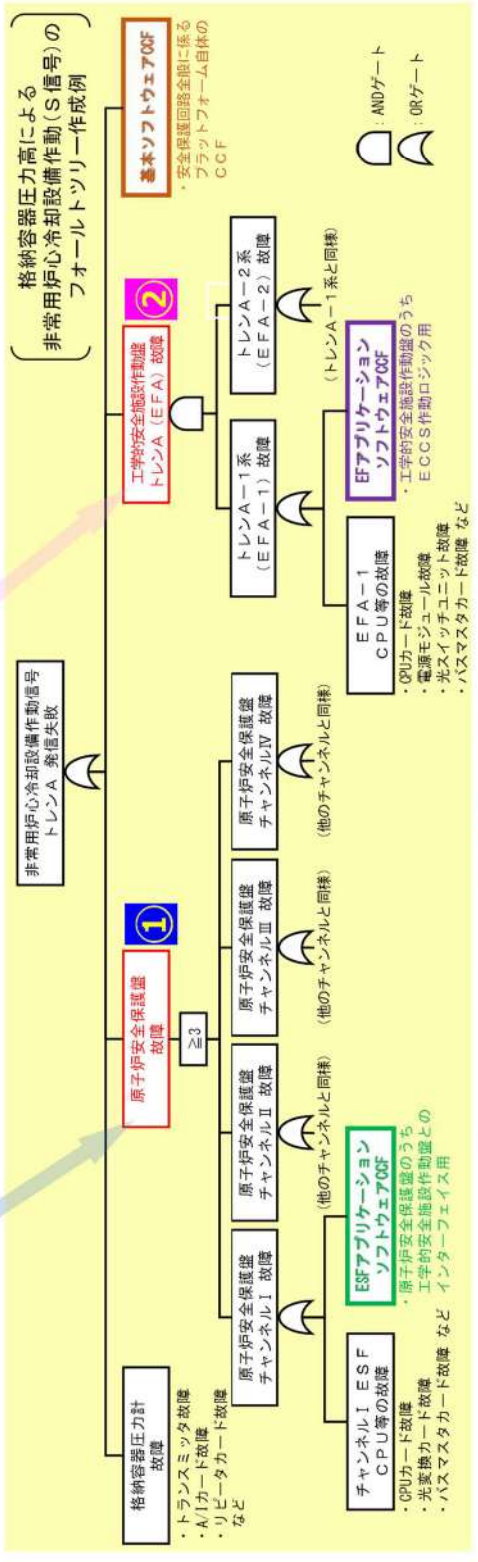 格納容器圧力高による
非常用炉心冷却設備作動(S信号)の
フォールトツリー作成例
非常用炉心冷却設備作動信号
トレンA 発信失敗
格納容器圧力計
故障
・トランスミッタ故障
・A/Iカード故障
・リピータカード故障
など
原子炉安全保護盤
故障
①
≧3
原子炉安全保護盤
チャンネルⅠ 故障
原子炉安全保護盤
チャンネルⅡ 故障
(他のチャンネルと同様)
原子炉安全保護盤
チャンネルⅢ 故障
(他のチャンネルと同様)
原子炉安全保護盤
チャンネルⅣ 故障
(他のチャンネルと同様)
チャンネルⅠ ESF
CPU等の故障
・CPUカード故障
・光変換カード故障
・バスマスタカード故障 など
ESFアプリケーション
ソフトウェアCCF
・原子炉安全保護盤のうち
工学的安全施設作動盤との
インターフェイス用
工学的安全施設作動盤
トレンA(EFA)故障
②
トレンA-1系
(EFA-1) 故障
トレンA-2系
(EFA-2) 故障
(トレンA-1系と同様)
EFA-1
CPU等の故障
・CPUカード故障
・電源モジュール故障
・光スイッチユニット故障
・バスマスタカード故障 など
EFアプリケーション
ソフトウェアCCF
・工学的安全施設作動盤のうち
ECCS作動ロジック用
基本ソフトウェアCCF
・安全保護回路全般に係る
プラットフォーム自体の
CCF
:ANDゲート
:ORゲート